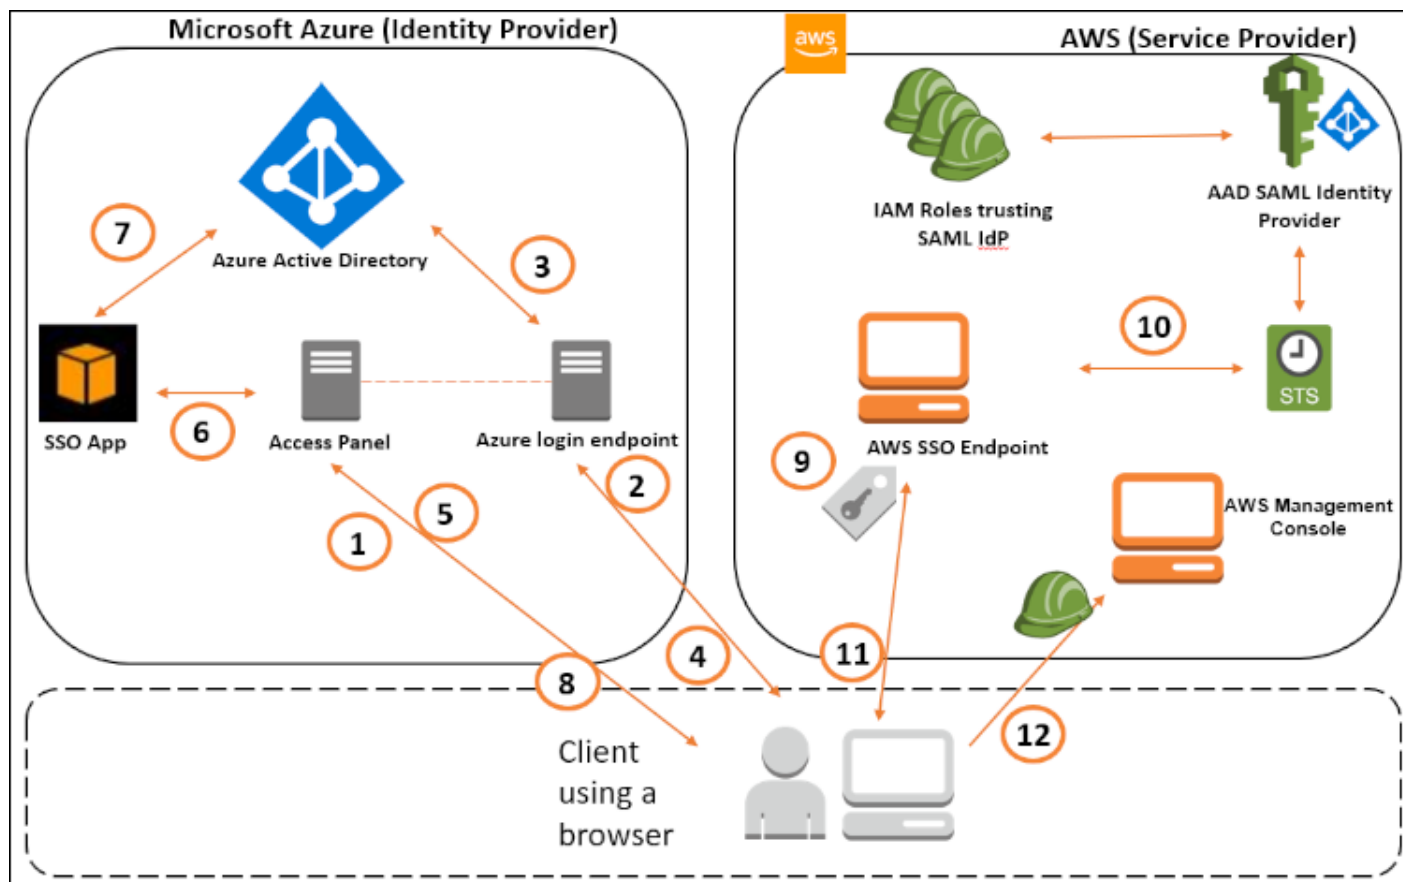 Microsoft Azure (Identity Provider)
aws
AWS (Service Provider)
IAM Roles trusting
SAML IdP
AAD SAML Identity
Provider
7
Azure Active Directory
3
10
STS
SSO App
6
Access Panel
Azure login endpoint
AWS SSO Endpoint
9
2
5
1
AWS Management
Console
11
4
8
12
Client
using a
browser